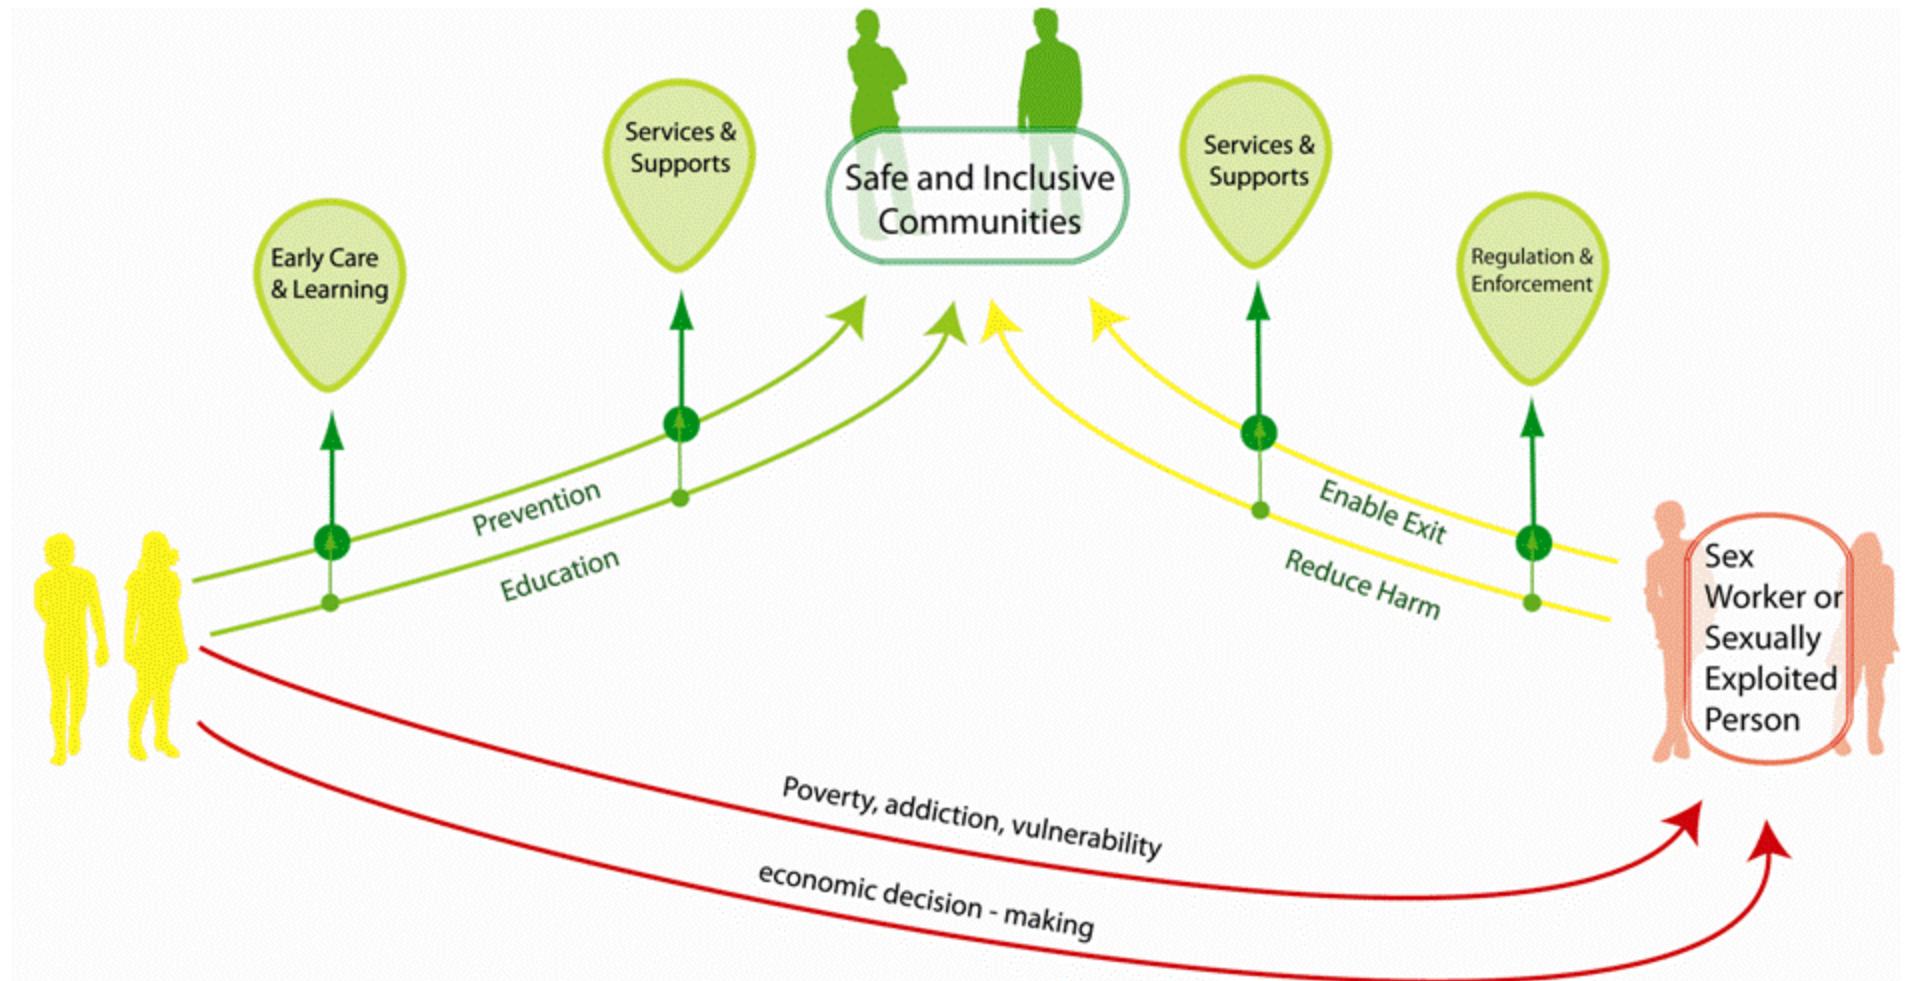 Services &
Supports
Safe and Inclusive
Communities
Services &
Supports
Early Care
& Learning
Regulation &
Enforcement
Prevention
Education
Enable Exit
Reduce Harm
Sex
Worker or
Sexually
Exploited
Person
Poverty, addiction, vulnerability
economic decision - making